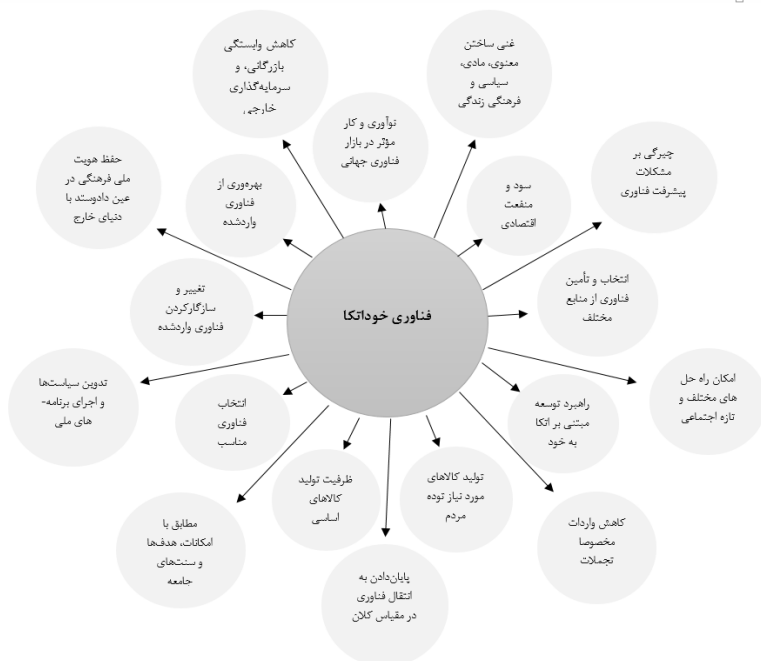 فناوری خوداتکا
غنی ساختن
معنوی، مادی،
سیاسی و
فرهنگی زندگی
چیرگی بر
مشکلات
پیشرفت فناوری
سود و
منفعت
اقتصادی
انتخاب و تأمین
فناوری از منابع
مختلف
امکان راه حل
های مختلف و
تازه اجتماعی
راهبرد توسعه
مبتنی بر اتکا
به خود
کاهش واردات
مخصوصا
تجملات
تولید کالاهای
مورد نیاز توده
مردم
پایان‌دادن به
انتقال فناوری
در مقیاس کلان
ظرفیت تولید
کالاهای
اساسی
مطابق با
امکانات، هدف‌ها
و سنت‌های
جامعه
انتخاب
فناوری
مناسب
تدوین سیاست‌ها
و اجرای برنامه-
های ملی
تغییر و
سازگارکردن
فناوری واردشده
حفظ هویت
ملی فرهنگی در
عین دادوستد با
دنیای خارج
بهره‌وری از
فناوری
واردشده
کاهش وابستگی
بازرگانی، و
سرمایه‌گذاری
خارجی
نوآوری و کار
مؤثر در بازار
فناوری جهانی